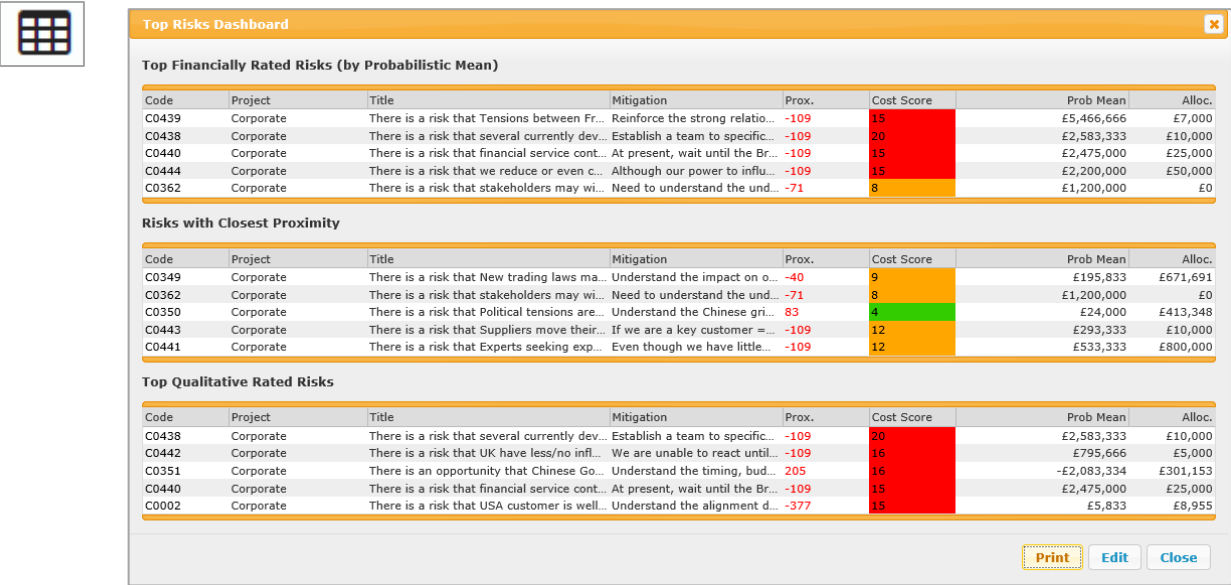 Top Risks Dashboard
Top Financially Rated Risks (by Probabilistic Mean)
Code Project Title Mitigation Prox. Cost Score Prob Mean Alloc.
C0439 Corporate There is a risk that Tensions between Fr... Reinforce the strong relatio... -109 15 £5,466,666 £7,000
C0438 Corporate There is a risk that several currently dev... Establish a team to specific... -109 20 £2,583,333 £10,000
C0440 Corporate There is a risk that financial service cont... At present, wait until the Br... -109 15 £2,475,000 £25,000
C0444 Corporate There is a risk that we reduce or even c... Although our power to influ... -109 15 £2,200,000 £50,000
C0362 Corporate There is a risk that stakeholders may wi... Need to understand the und... -71 8 £1,200,000 £0
Risks with Closest Proximity
Code Project Title Mitigation Prox. Cost Score Prob Mean Alloc.
C0349 Corporate There is a risk that New trading laws ma... Understand the impact on o... -40 9 £195,833 £671,691
C0362 Corporate There is a risk that stakeholders may wi... Need to understand the und... -71 8 £1,200,000 £0
C0350 Corporate There is a risk that Political tensions are... Understand the Chinese gri... 83 4 £24,000 £413,348
C0443 Corporate There is a risk that Suppliers move their... If we are a key customer =... -109 12 £293,333 £10,000
C0441 Corporate There is a risk that Experts seeking exp... Even though we have little... -109 12 £533,333 £800,000
Top Qualitative Rated Risks
Code Project Title Mitigation Prox. Cost Score Prob Mean Alloc.
C0438 Corporate There is a risk that several currently dev... Establish a team to specific... -109 20 £2,583,333 £10,000
C0442 Corporate There is a risk that UK have less/no infl... We are unable to react until... -109 16 £795,666 £5,000
C0351 Corporate There is an opportunity that Chinese Go... Understand the timing, bud... 205 16 -£2,083,334 £301,153
C0440 Corporate There is a risk that financial service cont... At present, wait until the Br... -109 15 £2,475,000 £25,000
C0002 Corporate There is a risk that USA customer is well... Understand the alignment d... -377 15 £5,833 £8,955
Print Edit Close